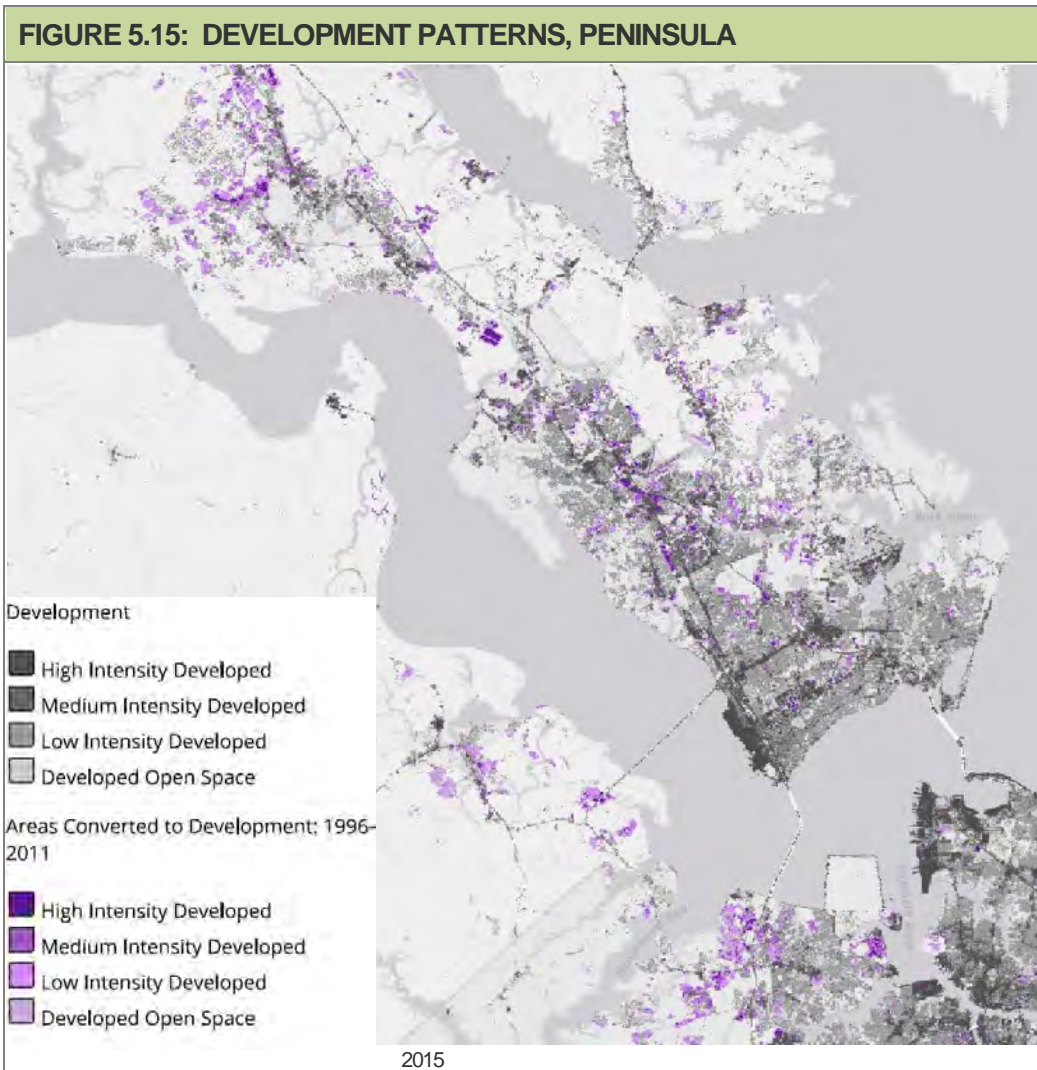 FIGURE 5.15: DEVELOPMENT PATTERNS, PENINSULA
Development
High Intensity Developed
Medium Intensity Developed
Low Intensity Developed
Developed Open Space
Areas Converted to Development: 1996-
2011
High Intensity Developed
Medium Intensity Developed
Low Intensity Developed
Developed Open Space
2015